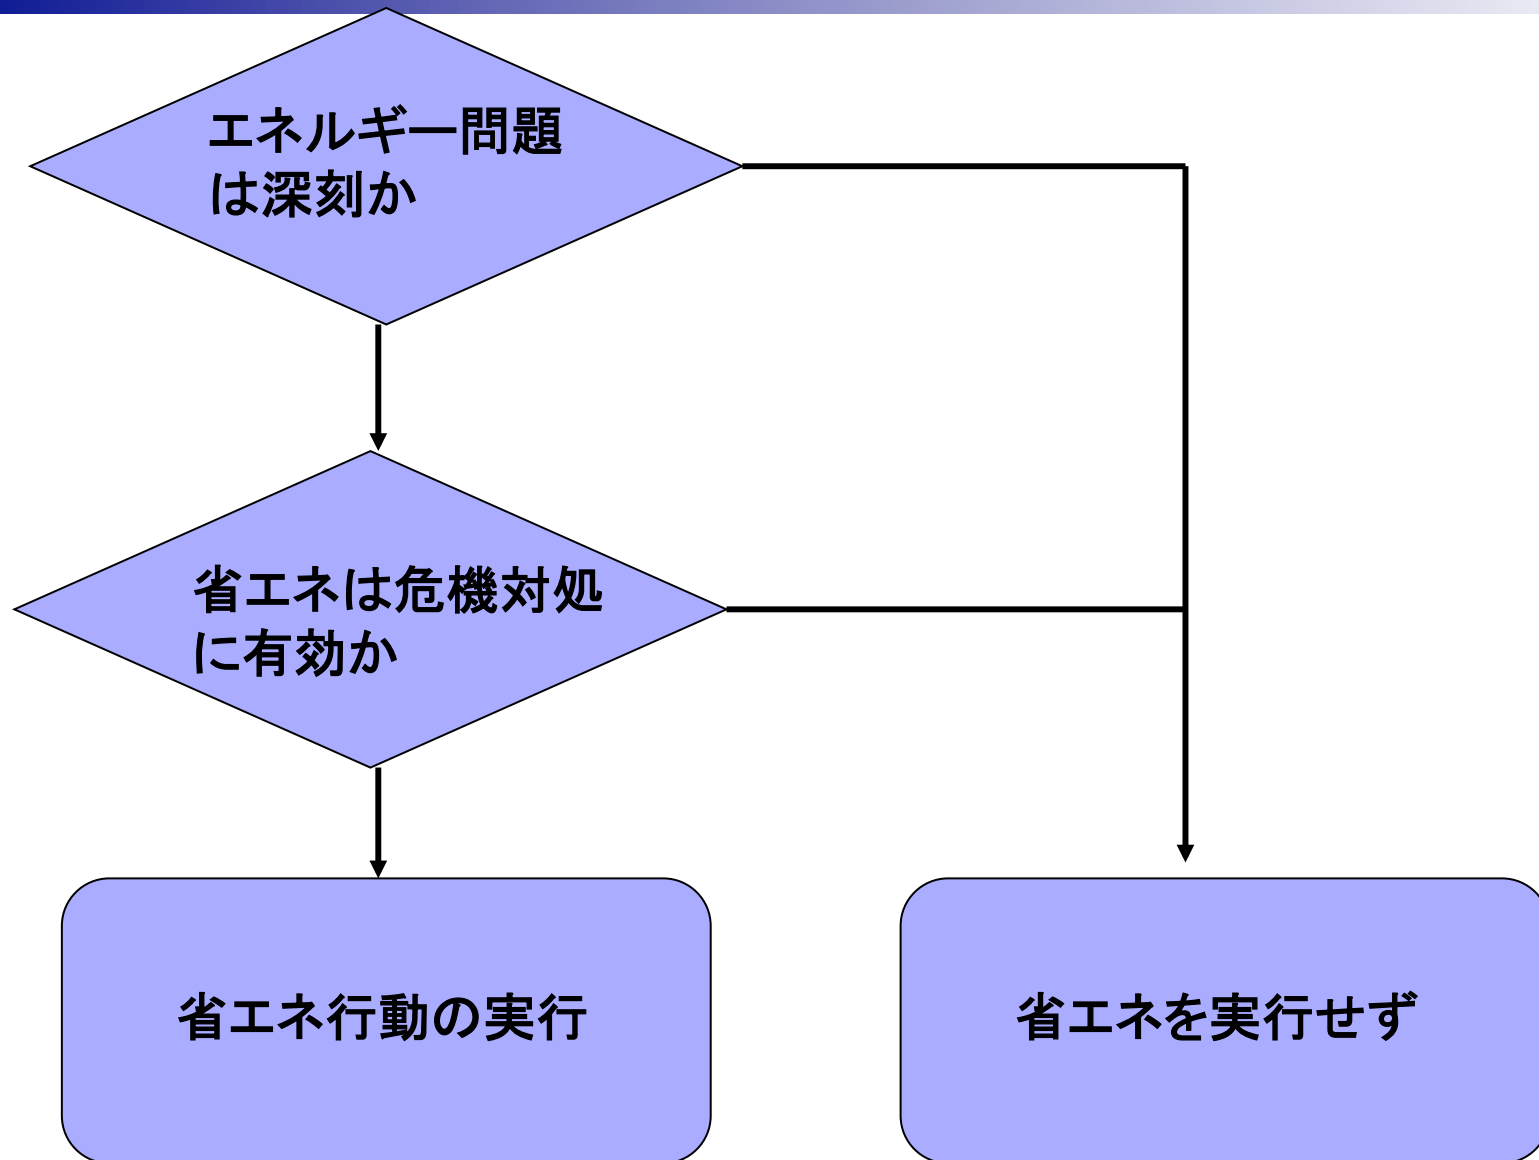 エネルギー問題
は深刻か
省エネは危機対処
に有効か
省エネ行動の実行
省エネを実行せず